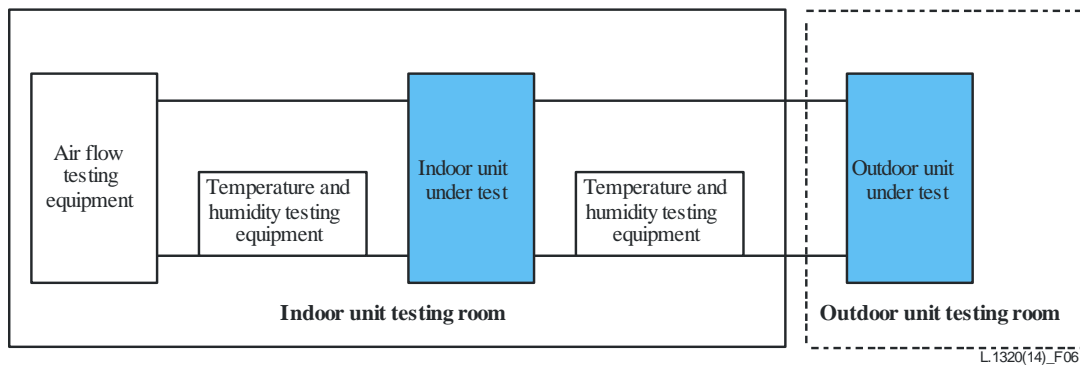 Air flow
testing
equipment
Temperature and
humidity testing
equipment
Indoor unit
under test
Temperature and
humidity testing
equipment
Outdoor unit
under test
Indoor unit testing room
Outdoor unit testing room
L.1320(14)_F06